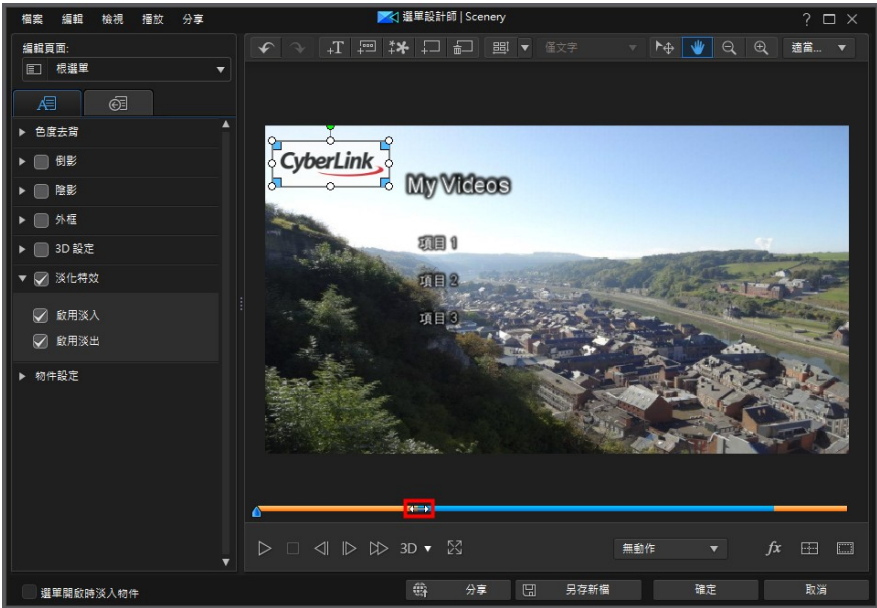 檔案 編輯 檢視 播放 分享
選單設計師 | Scenery
?
編輯頁面:
根選單
T
僅文字
適當...
色度去背
倒影
陰影
外框
3D 設定
淡化特效
啟用淡入
啟用淡出
物件設定
CyberLink
My Videos
項目 1
項目 2
項目 3
3D
無動作
fx
選單開啟時淡入物件
分享
另存新檔
確定
取消